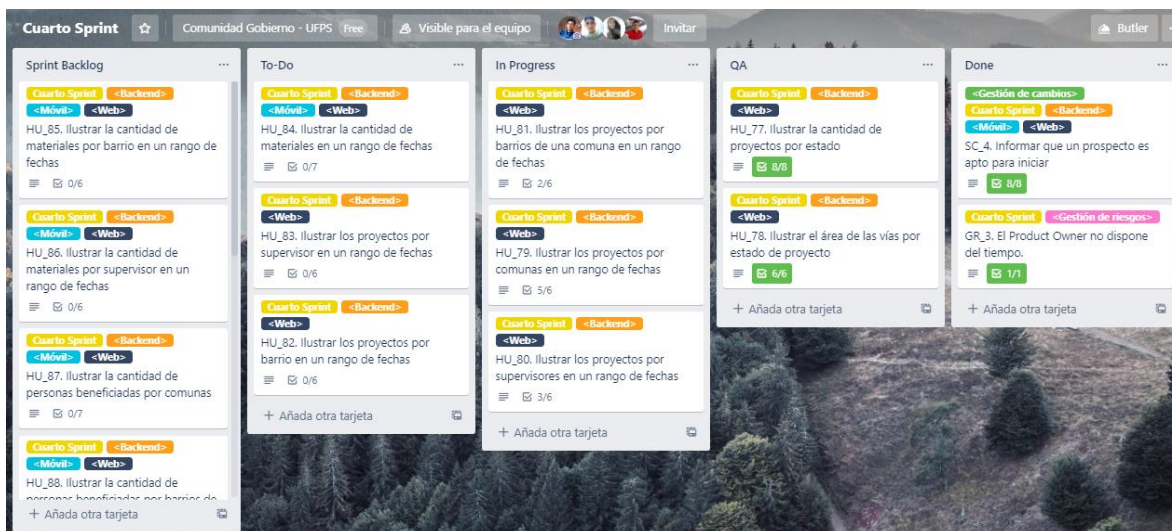 Cuarto Sprint
Comunidad Gobierno - UFPS Free
Visible para el equipo
Invitar
Butler
Sprint Backlog
Cuarto Sprint <Backend>
<Móvil> <Web>
HU_85. Ilustrar la cantidad de
materiales por barrio en un rango de
fechas
0/6
Cuarto Sprint <Backend>
<Móvil> <Web>
HU_86. Ilustrar la cantidad de
materiales por supervisor en un
rango de fechas
0/6
Cuarto Sprint <Backend>
<Móvil> <Web>
HU_87. Ilustrar la cantidad de
personas beneficiadas por comunas
0/7
Cuarto Sprint <Backend>
<Móvil> <Web>
HU_88. Ilustrar la cantidad de
personas beneficiadas por barrios de
+ Añada otra tarjeta
To-Do
Cuarto Sprint <Backend>
<Móvil> <Web>
HU_84. Ilustrar la cantidad de
materiales en un rango de fechas
0/7
Cuarto Sprint <Backend>
<Web>
HU_83. Ilustrar los proyectos por
supervisor en un rango de fechas
0/6
Cuarto Sprint <Backend>
<Web>
HU_82. Ilustrar los proyectos por
barrio en un rango de fechas
0/6
+ Añada otra tarjeta
In Progress
Cuarto Sprint <Backend>
<Web>
HU_81. Ilustrar los proyectos por
barrios de una comuna en un rango
de fechas
2/6
Cuarto Sprint <Backend>
<Web>
HU_79. Ilustrar los proyectos por
comunas en un rango de fechas
5/6
Cuarto Sprint <Backend>
<Web>
HU_80. Ilustrar los proyectos por
supervisores en un rango de fechas
3/6
+ Añada otra tarjeta
QA
Cuarto Sprint <Backend>
<Web>
HU_77. Ilustrar la cantidad de
proyectos por estado
8/8
Cuarto Sprint <Backend>
<Web>
HU_78. Ilustrar el área de las vías por
estado de proyecto
6/6
+ Añada otra tarjeta
Done
<Gestión de cambios>
Cuarto Sprint <Backend>
<Móvil> <Web>
SC_4. Informar que un prospecto es
apto para iniciar
8/8
Cuarto Sprint <Gestión de riesgos>
GR_3. El Product Owner no dispone
del tiempo.
1/1
+ Añada otra tarjeta